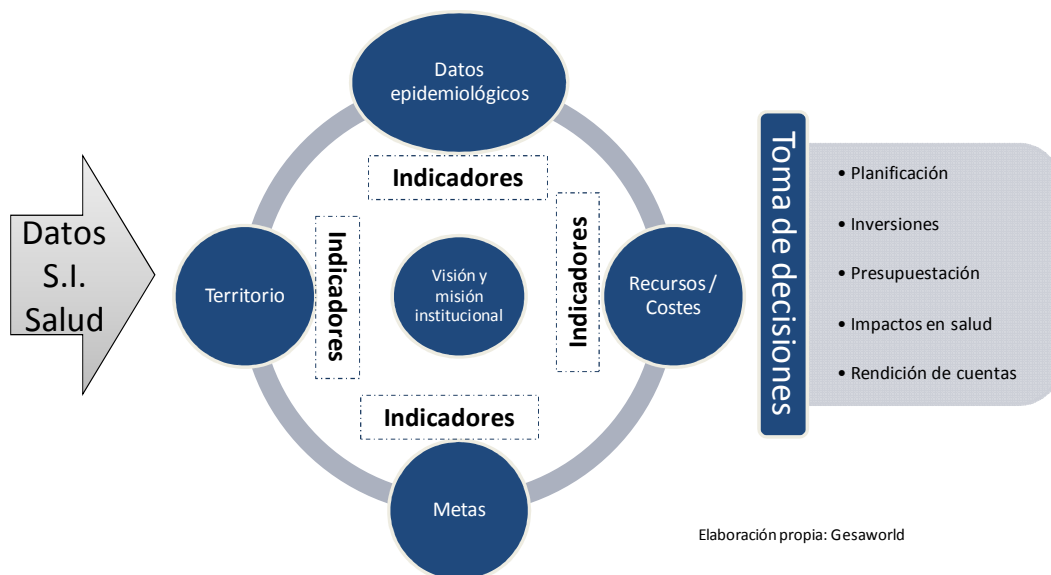 Datos
S.I.
Salud
Datos
epidemiológicos
Indicadores
Territorio
Indicadores
Visión y
misión
institucional
Indicadores
Recursos /
Costes
Indicadores
Metas
Toma de decisiones
• Planificación
• Inversiones
• Presupuestación
• Impactos en salud
• Rendición de cuentas
Elaboración propia: Gesaworld